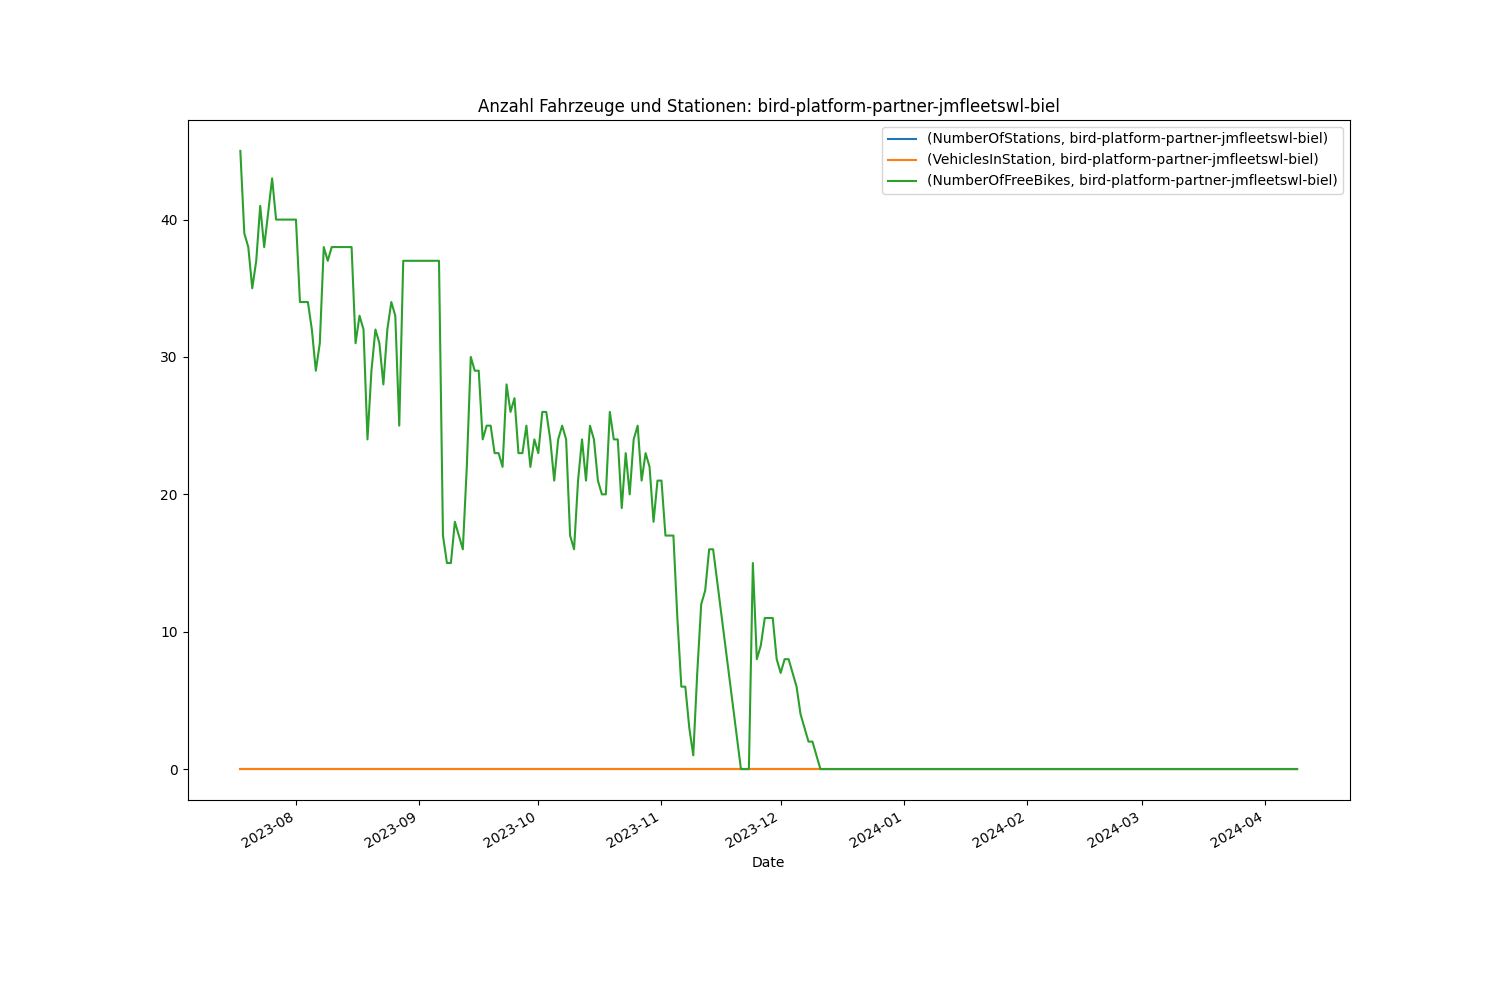 Anzahl Fahrzeuge und Stationen: bird-platform-partner-jmfleetswl-biel
(NumberOfStations, bird-platform-partner-jmfleetswl-biel)
(VehiclesInStation, bird-platform-partner-jmfleetswl-biel)
(NumberOfFreeBikes, bird-platform-partner-jmfleetswl-biel)
40
30
20
10
0
2023-08
2023-09
2023-10
2023-11
2023-12
2024-01
2024-02
2024-03
2024-04
Date